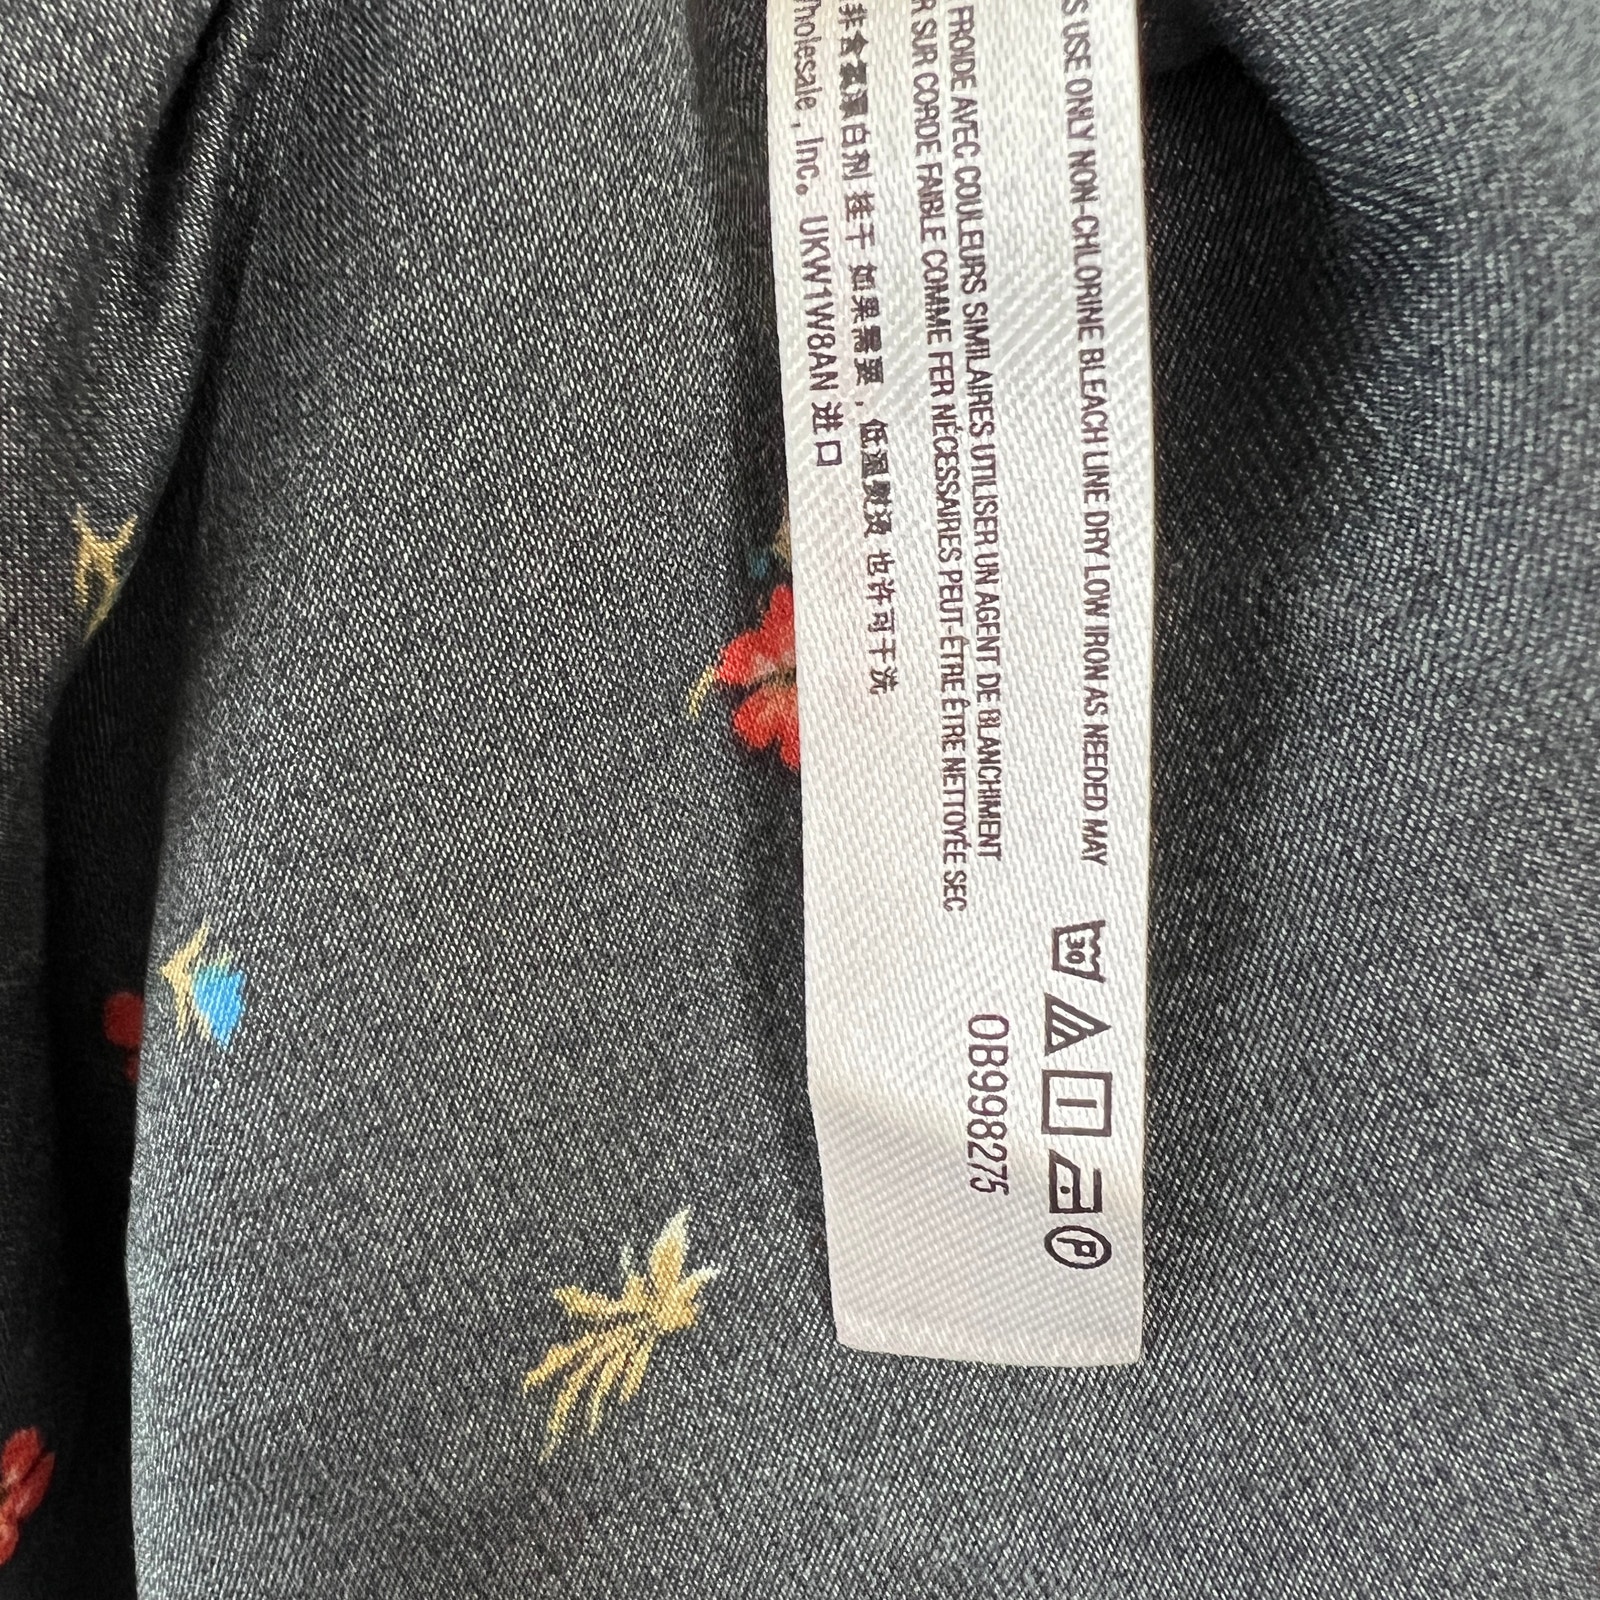 S USE ONLY NON-CHLORINE BLEACH LINE DRY LOW IRON AS NEEDED MAY
30
P
FROIDE AVEC COULEURS SIMILAIRES UTILISER UN AGENT DE BLANCHIMENT
R SUR CORDE FAIBLE COMME FER NÉCESSAIRES PEUT-ÊTRE ÊTRE NETTOYÉE SEC
OB998275
非含氯漂白剂 挂干 如果需要,低温熨烫 也许可干洗
Wholesale, Inc. UKW1W8AN 进口